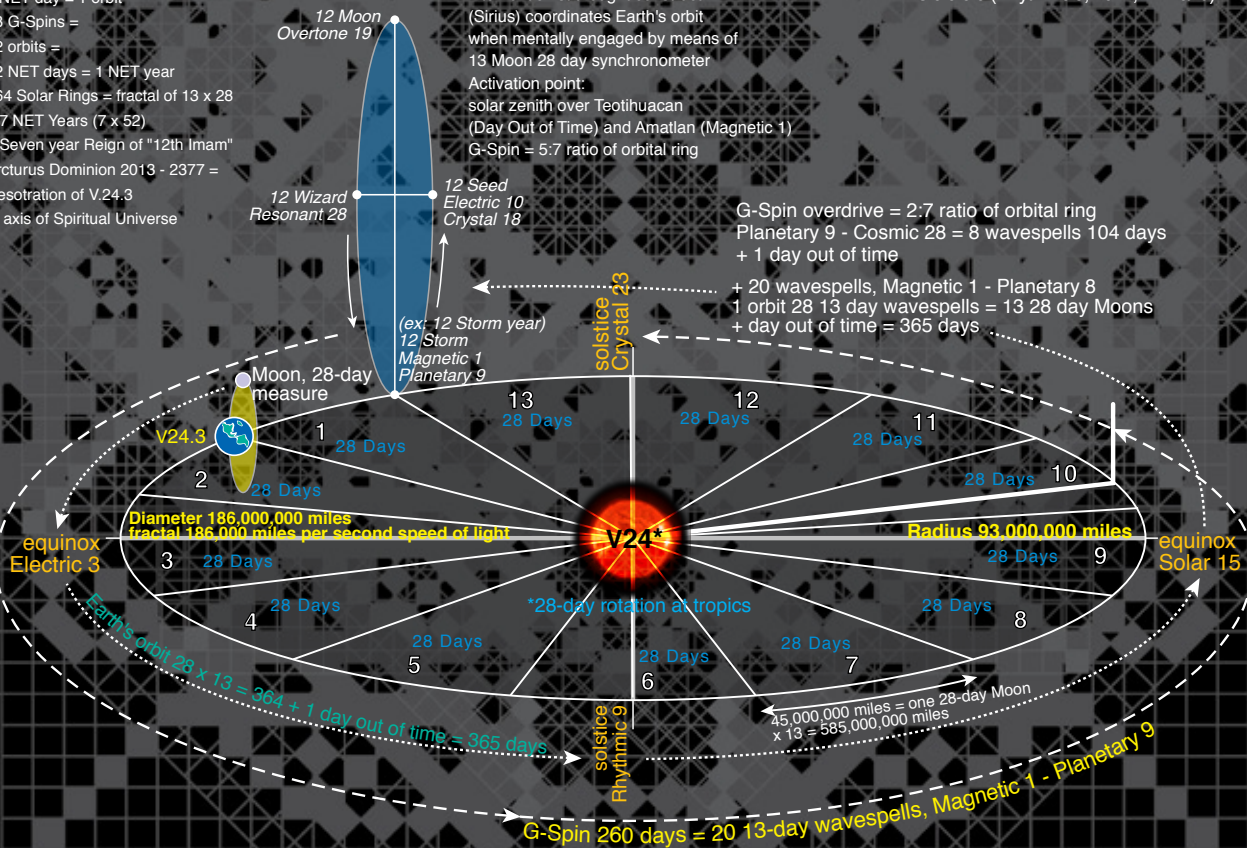 3 G-Spins =
2 orbits =
2 NET days = 1 NET year
64 Solar Rings = fractal of 13 x 28
7 NET Years (7 x 52)
Seven year Reign of "12th Imam"
rcturus Dominion 2013 - 2377 =
esotration of V.24.3
axis of Spiritual Universe
12 Moon
Overtone 19
(Sirius) coordinates Earth's orbit
when mentally engaged by means of
13 Moon 28 day synchronometer
Activation point:
solar zenith over Teotihuacan
(Day Out of Time) and Amatlan (Magnetic 1)
G-Spin = 5:7 ratio of orbital ring
12 Wizard
Resonant 28
12 Seed
Electric 10
Crystal 18
G-Spin overdrive = 2:7 ratio of orbital ring
Planetary 9 - Cosmic 28 = 8 wavespells 104 days
+ 1 day out of time
+ 20 wavespells, Magnetic 1 - Planetary 8
1 orbit 28 13 day wavespells = 13 28 day Moons
+ day out of time = 365 days
solstice
Crystal 23
(ex: 12 Storm year)
12 Storm
Magnetic 1
Planetary 9
Moon, 28-day
measure
V24.3
1
28 Days
13
28 Days
12
28 Days
11
28 Days
10
28 Days
2
28 Days
Diameter 186,000,000 miles
fractal 186,000 miles per second speed of light
V24*
Radius 93,000,000 miles
equinox
Electric 3
equinox
Solar 15
3
28 Days
9
28 Days
*28-day rotation at tropics
4
28 Days
8
28 Days
5
28 Days
6
28 Days
7
28 Days
45,000,000 miles = one 28-day Moon
x 13 = 585,000,000 miles
Earth's orbit 28 x 13 = 364 + 1 day out of time = 365 days
solstice
Rhythmic 9
G-Spin 260 days = 20 13-day wavespells, Magnetic 1 - Planetary 9